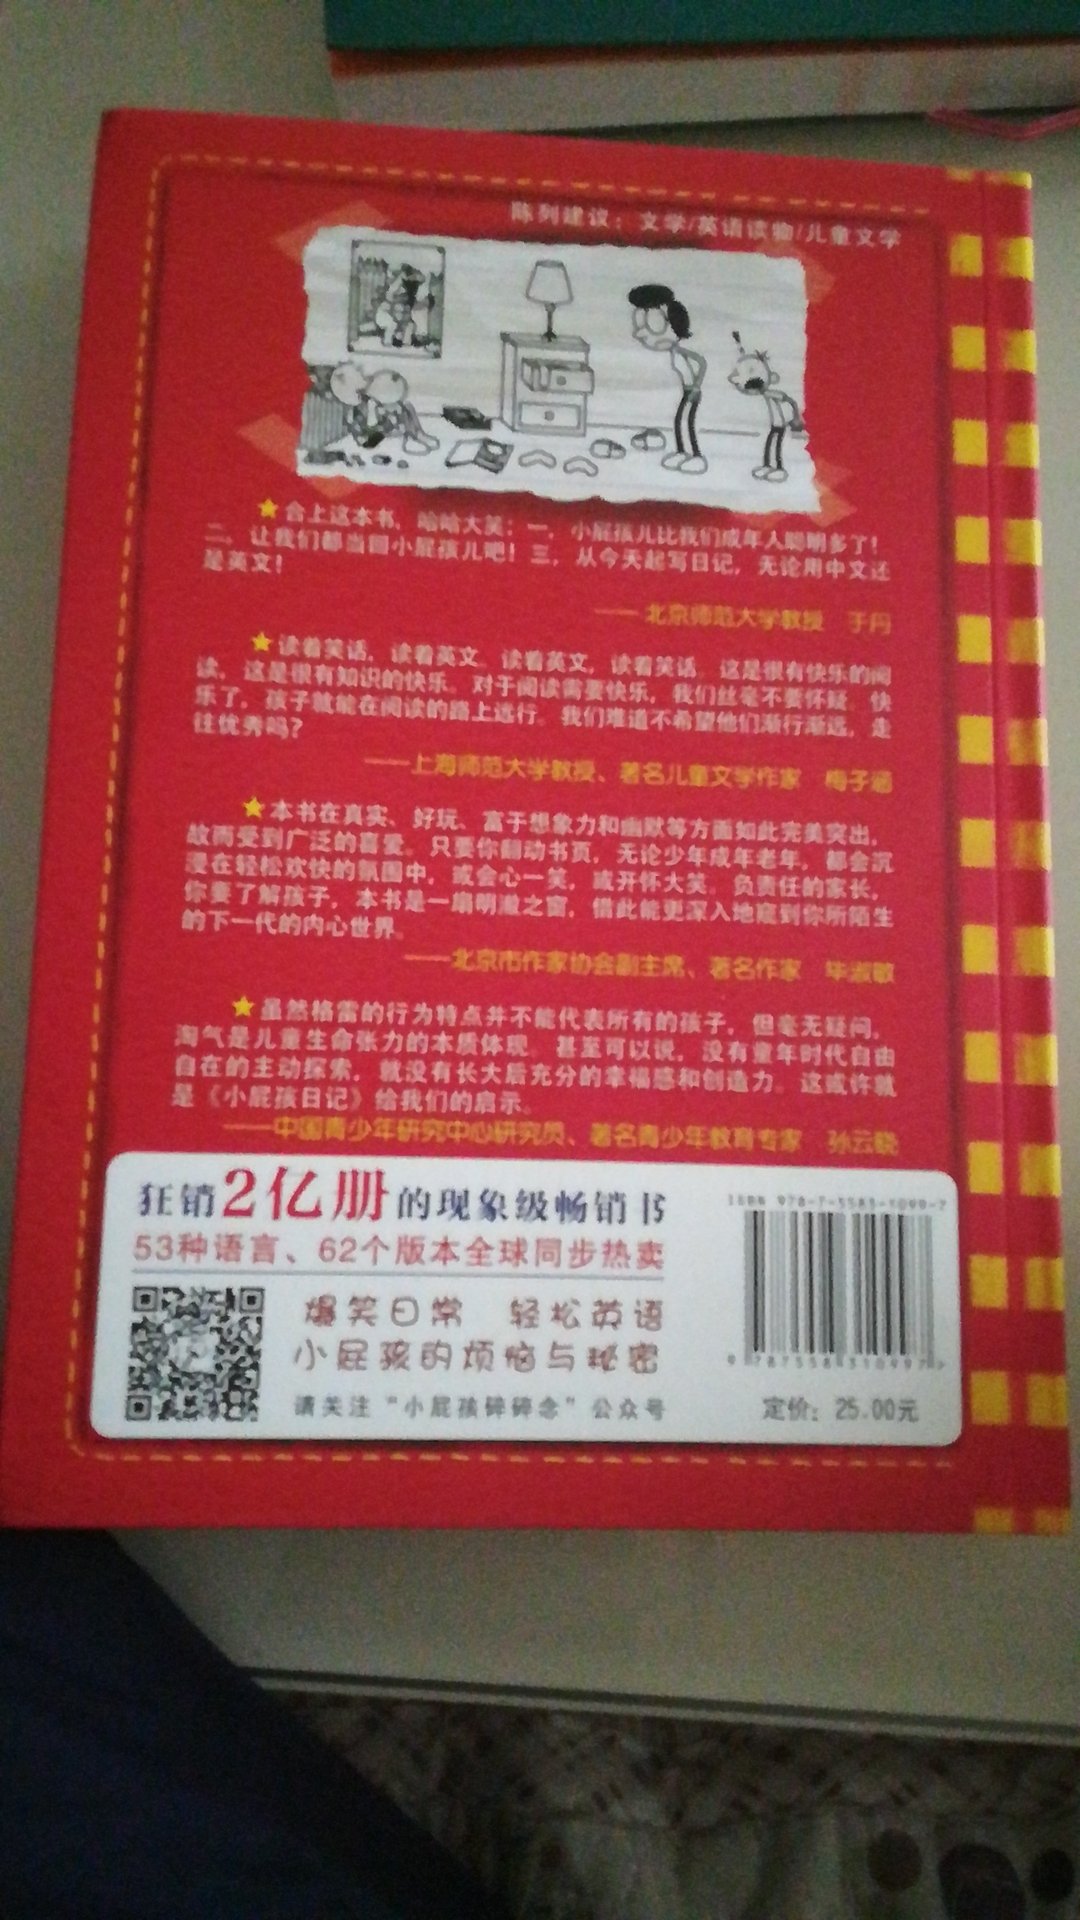 陈列建议：文学/英语读物/儿童文学
合上这本书，哈哈大笑：一，小屁孩儿比我们成年人聪明多了！
二，让我们都当回小屁孩儿吧！三，从今天起写日记，无论用中文还
是英文！
——北京师范大学教授 于丹
读着笑话，读着英文。读着英文，读着笑话。这是很有快乐的阅
读，这是很有知识的快乐。对于阅读需要快乐，我们丝毫不要怀疑。快
乐了，孩子就能在阅读的路上远行。我们难道不希望他们渐行渐远，走
往优秀吗？
——上海师范大学教授、著名儿童文学作家 梅子涵
本书在真实、好玩、富于想象力和幽默等方面如此完美突出，
故而受到广泛的喜爱。只要你翻动书页，无论少年成年老年，都会沉
浸在轻松欢快的氛围中，或会心一笑，或开怀大笑。负责任的家长，
你要了解孩子，本书是一扇明澈之窗，借此能更深入地窥到你所陌生
的下一代的内心世界。
——北京市作家协会副主席、著名作家 毕淑敏
虽然格雷的行为特点并不能代表所有的孩子，但毫无疑问，
淘气是儿童生命张力的本质体现。甚至可以说，没有童年时代自由
自在的主动探索，就没有长大后充分的幸福感和创造力。这或许就
是《小屁孩日记》给我们的启示。
——中国青少年研究中心研究员、著名青少年教育专家 孙云晓
狂销2亿册的现象级畅销书
53种语言、62个版本全球同步热卖
爆笑日常 轻松英语
小屁孩的烦恼与秘密
请关注“小屁孩碎碎念”公众号
ISBN 978-7-5583-1099-7
9 787558 310997 >
定价：25.00元